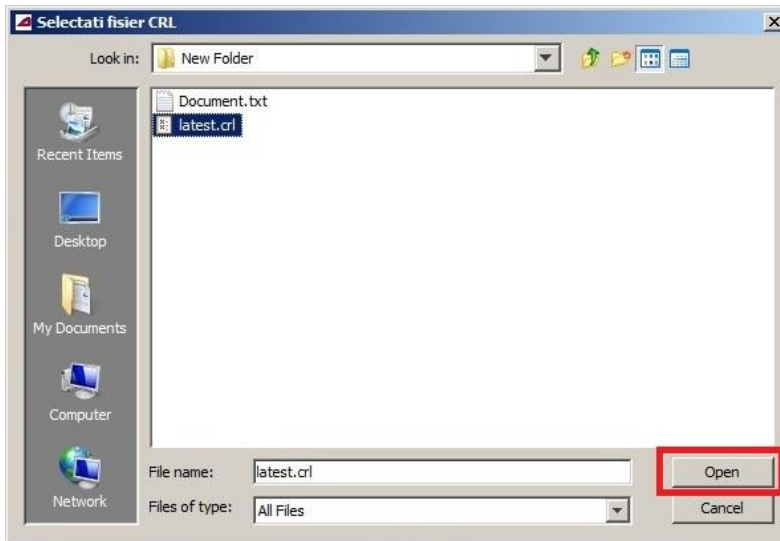 Selectati fisier CRL
Look in: New Folder
Document.txt
latest.crl
Recent Items
Desktop
My Documents
Computer
Network
File name: latest.crl Open
Files of type: All Files Cancel